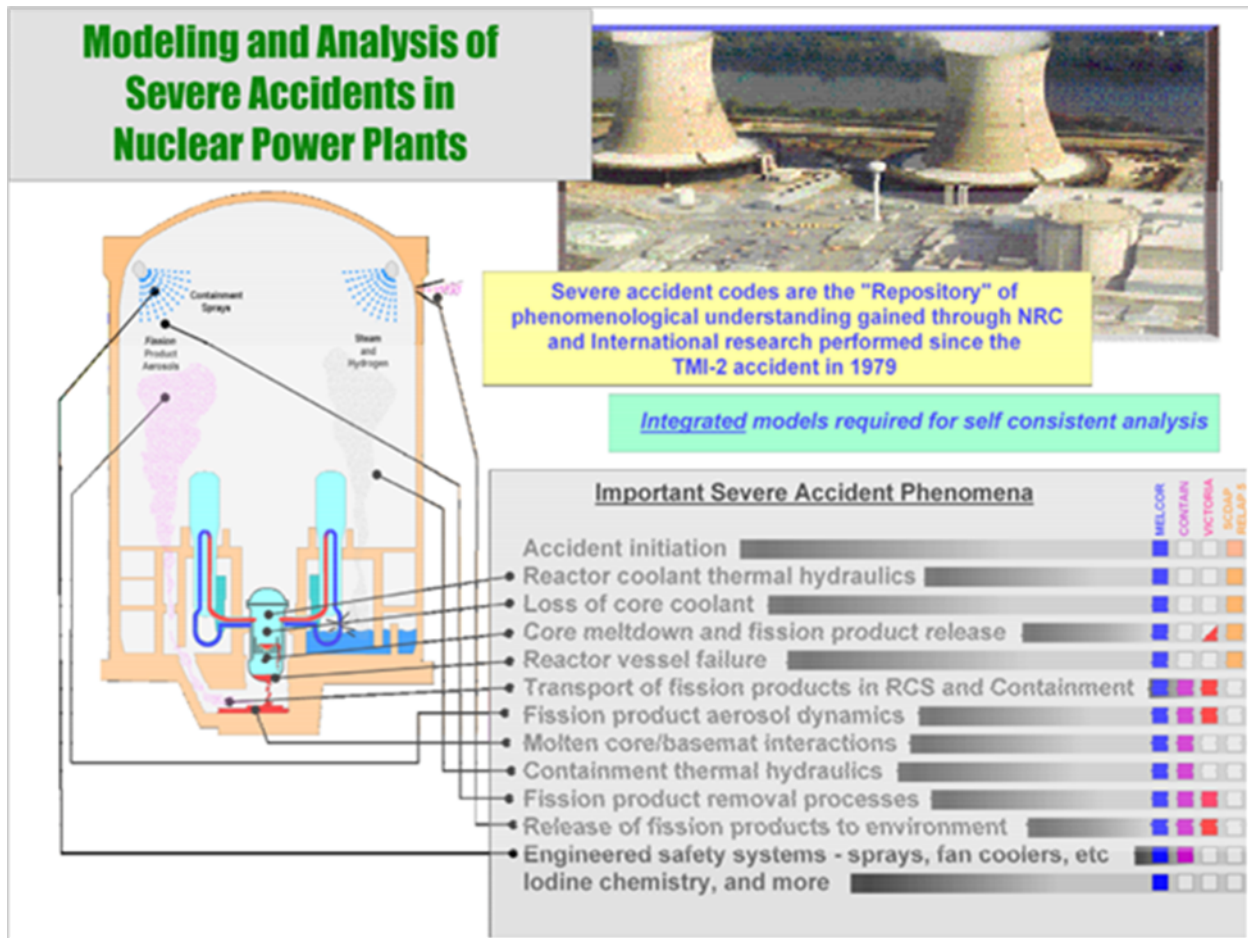 Modeling and Analysis of
Severe Accidents in
Nuclear Power Plants
Containment
Sprays
Fission
Product
Aerosols
Steam
and
Hydrogen
Severe accident codes are the "Repository" of
phenomenological understanding gained through NRC
and International research performed since the
TMI-2 accident in 1979
Integrated models required for self consistent analysis
Important Severe Accident Phenomena
MELCOR
CONTAIN
VICTORIA
SCDAP
RELAP 5
Accident initiation
Reactor coolant thermal hydraulics
Loss of core coolant
Core meltdown and fission product release
Reactor vessel failure
Transport of fission products in RCS and Containment
Fission product aerosol dynamics
Molten core/basemat interactions
Containment thermal hydraulics
Fission product removal processes
Release of fission products to environment
Engineered safety systems - sprays, fan coolers, etc
Iodine chemistry, and more